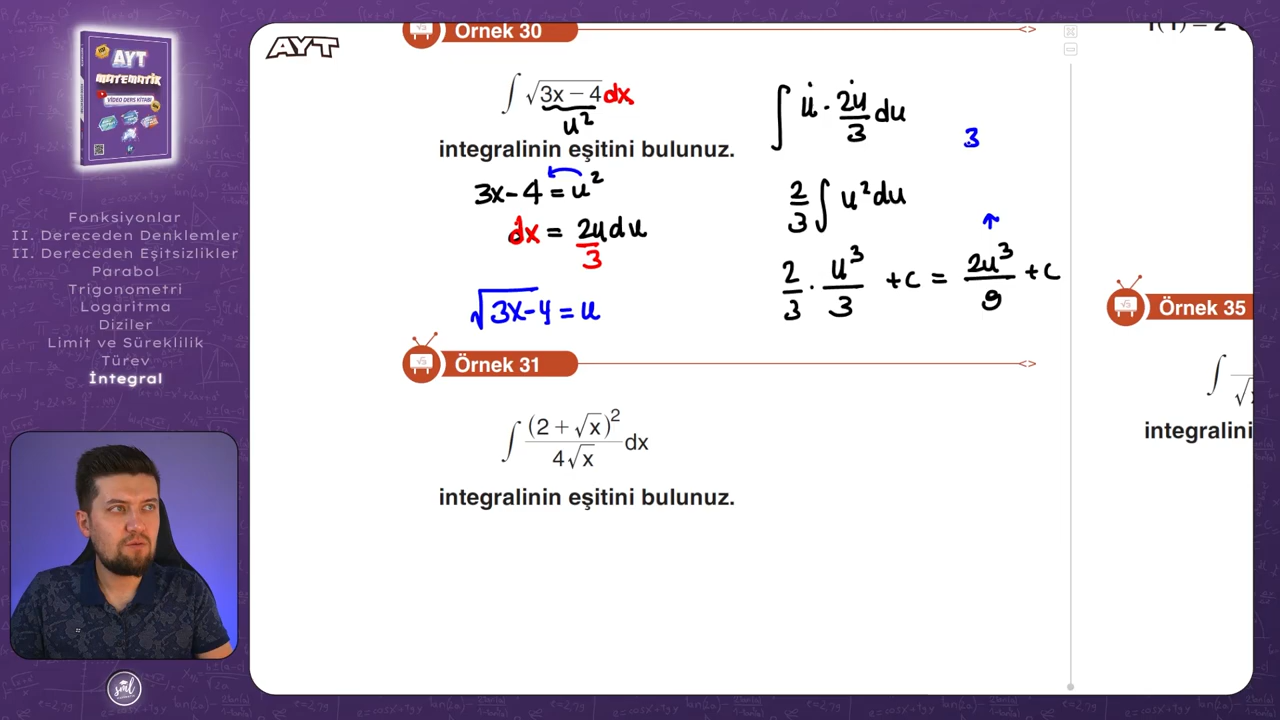 AYT
AYT
MATEMATİK
VİDEO DERS KİTABI
Fonksiyonlar
II. Dereceden Denklemler
II. Dereceden Eşitsizlikler
Parabol
Trigonometri
Logaritma
Diziler
Limit ve Süreklilik
Türev
İntegral
sml
Örnek 30
∫ √(3x − 4) dx
u²
integralinin eşitini bulunuz.
3x-4 = u²
dx = 2u du / 3
√(3x-4) = u
∫ u · 2u/3 du
3
2/3 ∫ u² du
2/3 · u³/3 + c = 2u³/9 + c
Örnek 31
∫ (2 + √x)² / 4√x dx
integralinin eşitini bulunuz.
Örnek 35
integralini